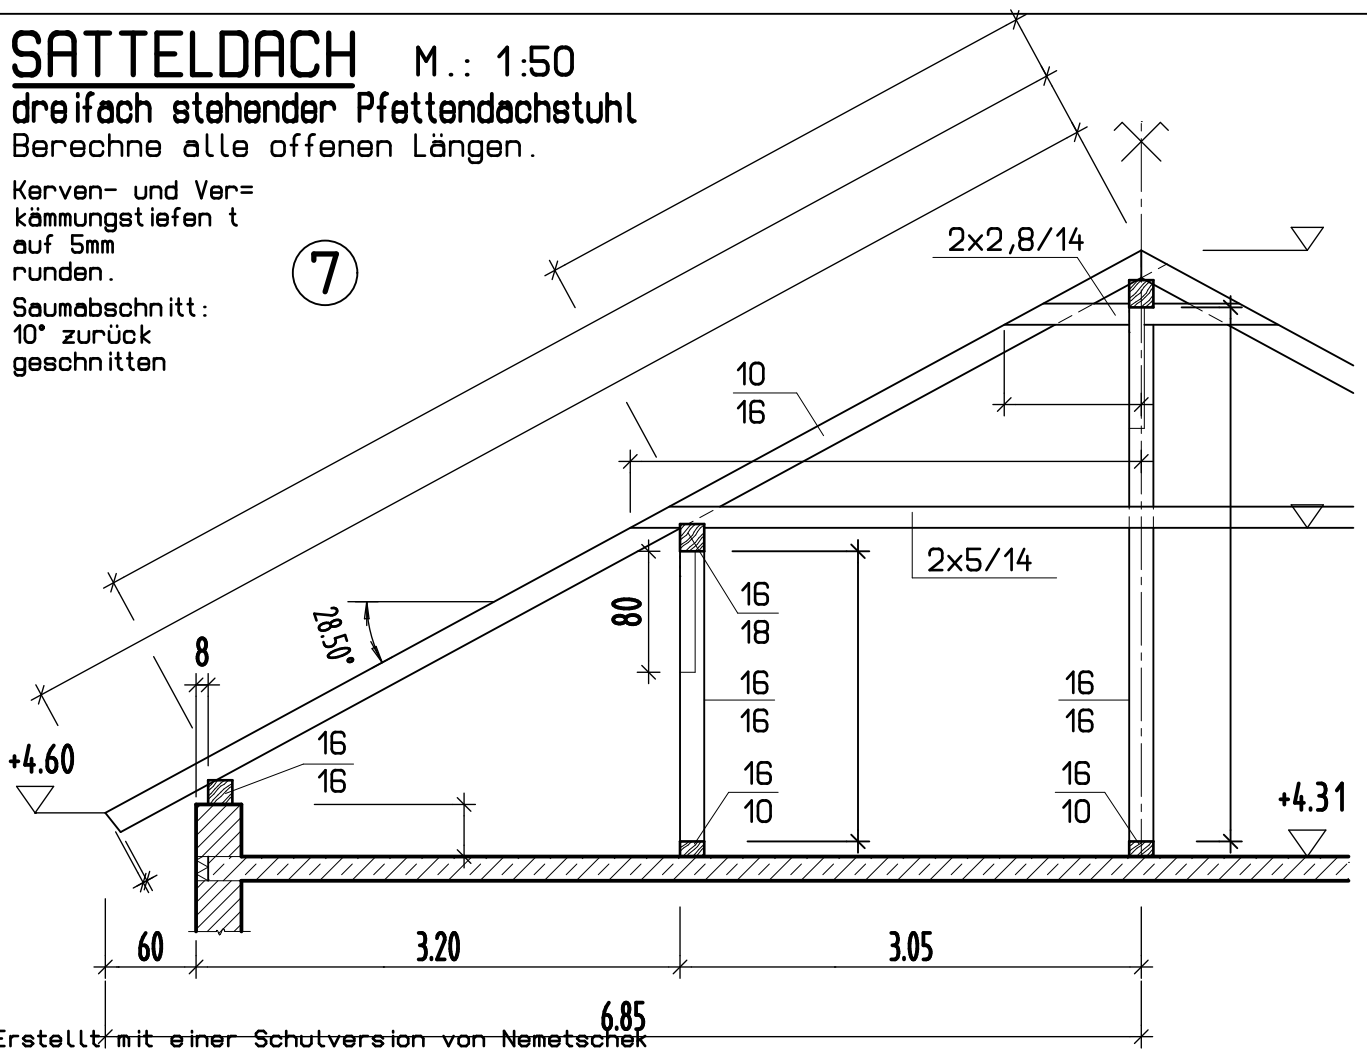 SATTELDACH M.: 1:50
dreifach stehender Pfettendachstuhl
Berechne alle offenen Längen.
Kerven- und Ver=
kämmungstiefen t
auf 5mm
runden.
Saumabschnitt:
10° zurück
geschnitten
7
2x2,8/14
10
16
2x5/14
28.50°
80
16
18
8
16
16
16
16
16
16
+4.60
16
10
16
10
+4.31
60
3.20
3.05
6.85
Erstellt mit einer Schulversion von Nemetschek